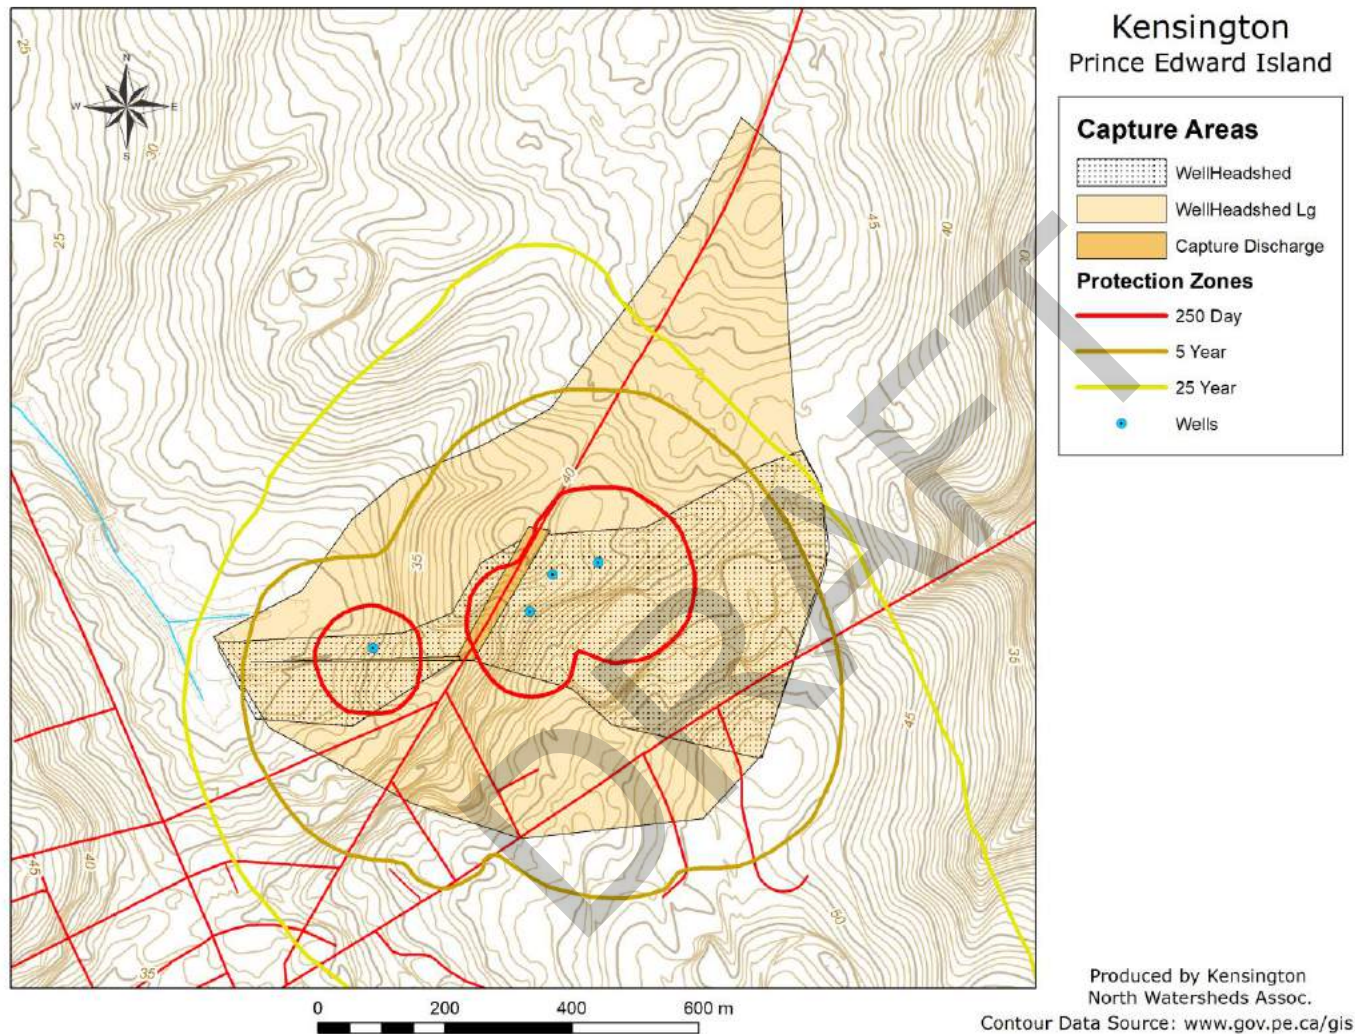 Kensington
Prince Edward Island
Capture Areas
WellHeadshed
WellHeadshed Lg
Capture Discharge
Protection Zones
250 Day
5 Year
25 Year
Wells
N
W E
S
25
30
25
45
40
30
40
35
35
45
45
40
50
35
DRAFT
0 200 400 600 m
Produced by Kensington
North Watersheds Assoc.
Contour Data Source: www.gov.pe.ca/gis